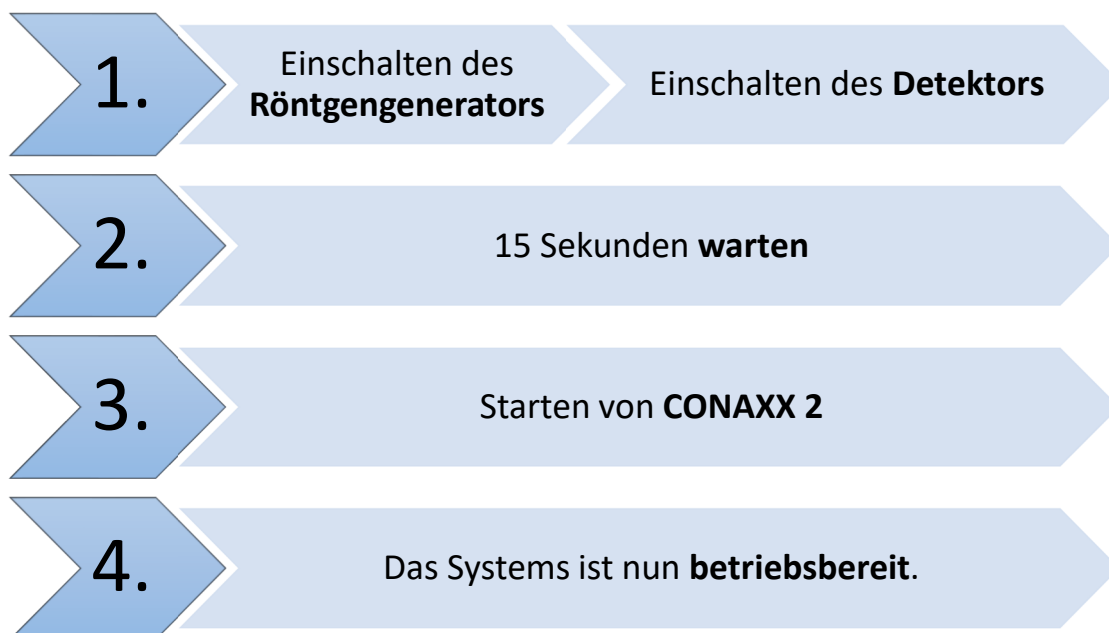 1.
Einschalten des
Röntgengenerators
Einschalten des Detektors
2.
15 Sekunden warten
3.
Starten von CONAXX 2
4.
Das Systems ist nun betriebsbereit.